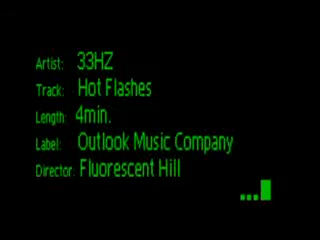 Artist: 33HZ
Track: Hot Flashes
Length: 4min.
Label: Outlook Music Company
Director: Fluorescent Hill
...